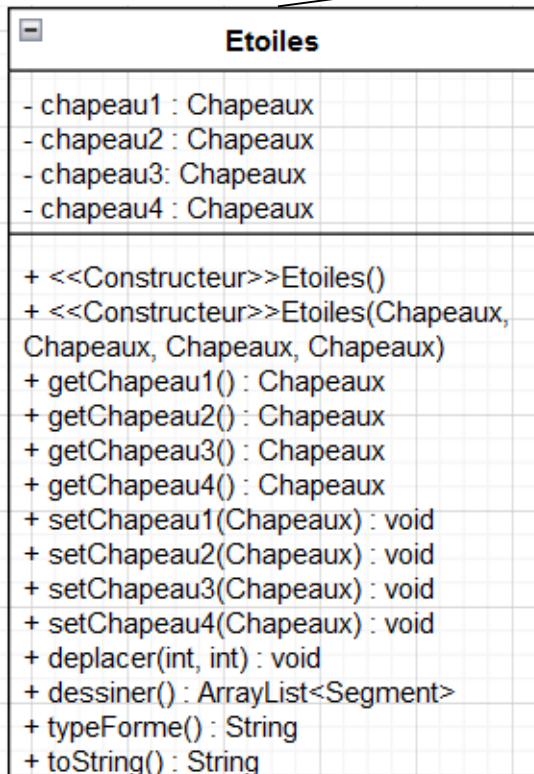 Etoiles
- chapeau1 : Chapeaux
- chapeau2 : Chapeaux
- chapeau3: Chapeaux
- chapeau4 : Chapeaux
+ <<Constructeur>>Etoiles()
+ <<Constructeur>>Etoiles(Chapeaux,
Chapeaux, Chapeaux, Chapeaux)
+ getChapeau1() : Chapeaux
+ getChapeau2() : Chapeaux
+ getChapeau3() : Chapeaux
+ getChapeau4() : Chapeaux
+ setChapeau1(Chapeaux) : void
+ setChapeau2(Chapeaux) : void
+ setChapeau3(Chapeaux) : void
+ setChapeau4(Chapeaux) : void
+ deplacer(int, int) : void
+ dessiner() : ArrayList<Segment>
+ typeForme() : String
+ toString() : String